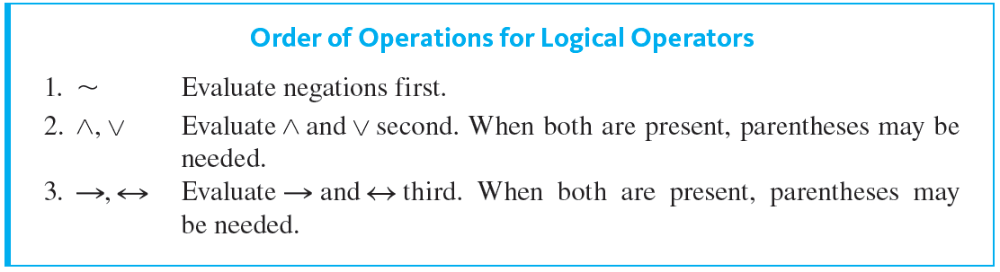 Order of Operations for Logical Operators
1. ~ Evaluate negations first.
2. ∧, ∨ Evaluate ∧ and ∨ second. When both are present, parentheses may be
needed.
3. →, ↔ Evaluate → and ↔ third. When both are present, parentheses may
be needed.